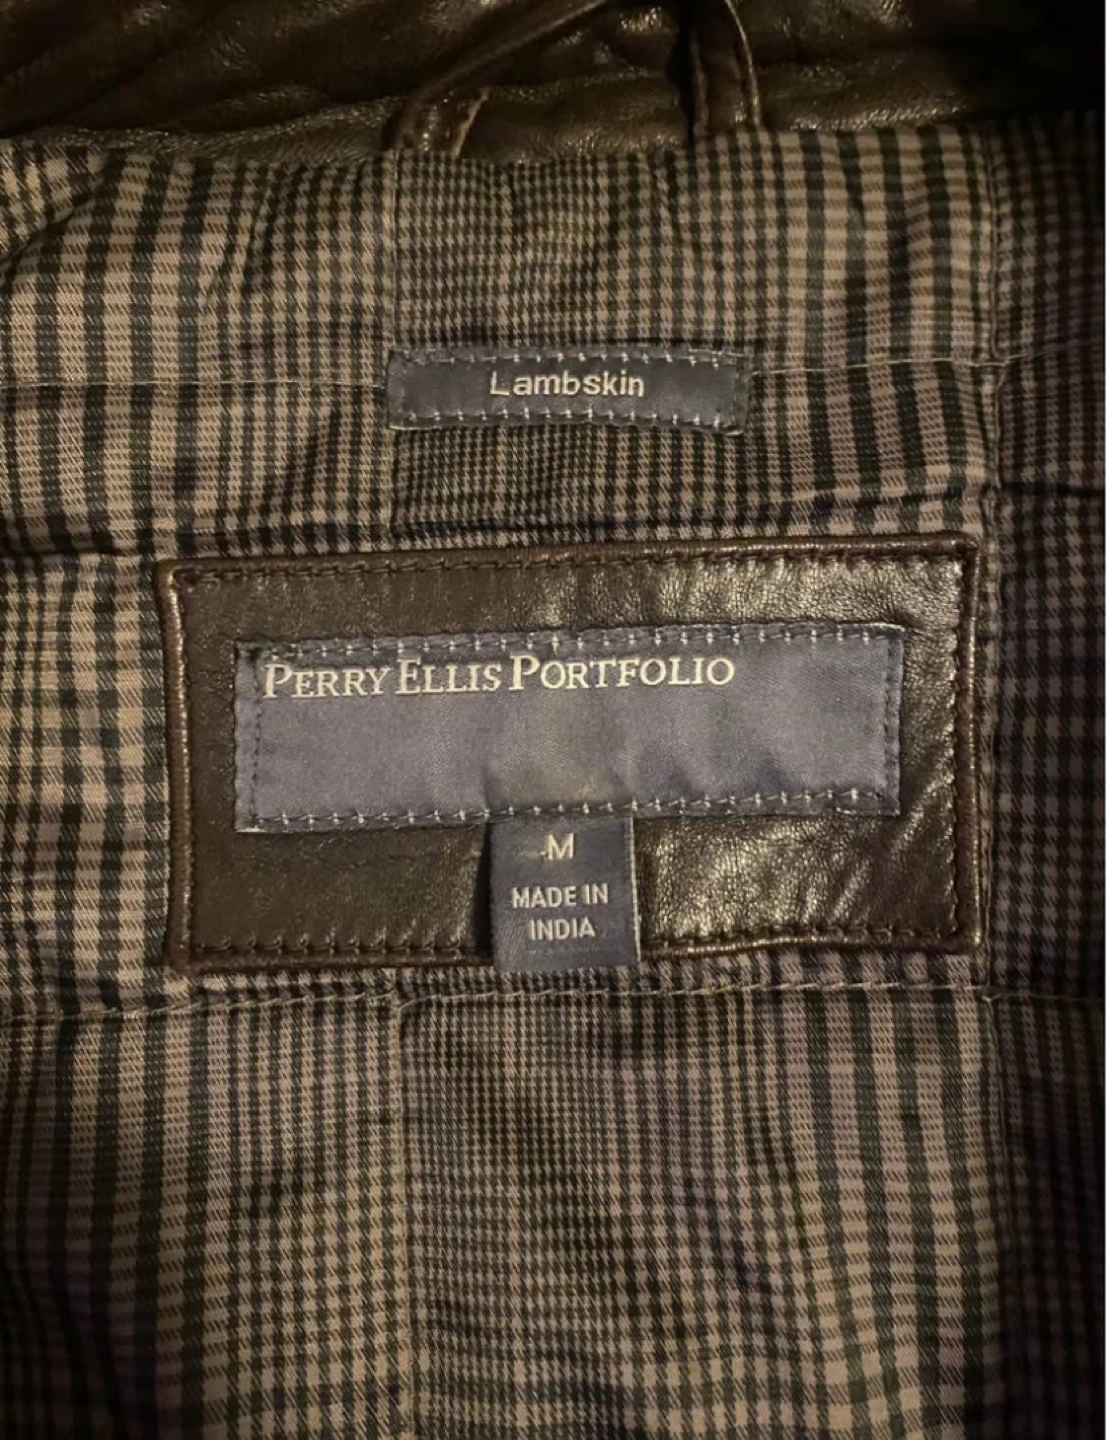 Lambskin
PERRY ELLIS PORTFOLIO
M
MADE IN
INDIA